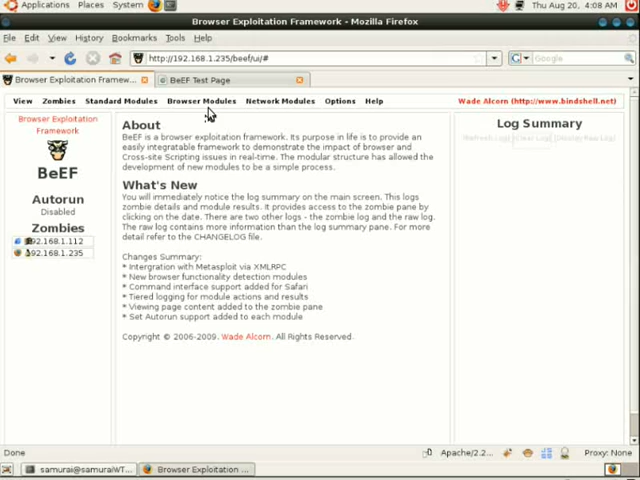 Applications Places System
Thu Aug 20, 4:08 AM
Browser Exploitation Framework - Mozilla Firefox
File Edit View History Bookmarks Tools Help
http://192.168.1.235/beef/ui/#
Google
Browser Exploitation Framew...
BeEF Test Page
View Zombies Standard Modules Browser Modules Network Modules Options Help
Wade Alcorn (http://www.bindshell.net)
Browser Exploitation
Framework
BeEF
Autorun
Disabled
Zombies
192.168.1.112
192.168.1.235
About
BeEF is a browser exploitation framework. Its purpose in life is to provide an
easily integratable framework to demonstrate the impact of browser and
Cross-site Scripting issues in real-time. The modular structure has allowed the
development of new modules to be a simple process.
What's New
You will immediately notice the log summary on the main screen. This logs
zombie details and module results. It provides access to the zombie pane by
clicking on the date. There are two other logs - the zombie log and the raw log.
The raw log contains more information than the log summary pane. For more
detail refer to the CHANGELOG file.
Changes Summary:
* Intergration with Metasploit via XMLRPC
* New browser functionality detection modules
* Command interface support added for Safari
* Tiered logging for module actions and results
* Viewing page content added to the zombie pane
* Set Autorun support added to each module
Copyright © 2006-2009. Wade Alcorn. All Rights Reserved.
Log Summary
Done
Apache/2.2...
Proxy: None
samurai@samuraiWT...
Browser Exploitation ...